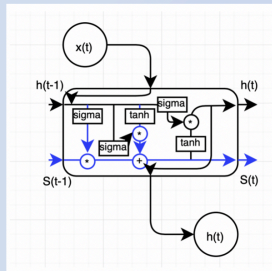 x(t)
h(t-1)
h(t)
sigma
tanh
sigma
sigma
tanh
*
*
*
+
S(t-1)
S(t)
h(t)